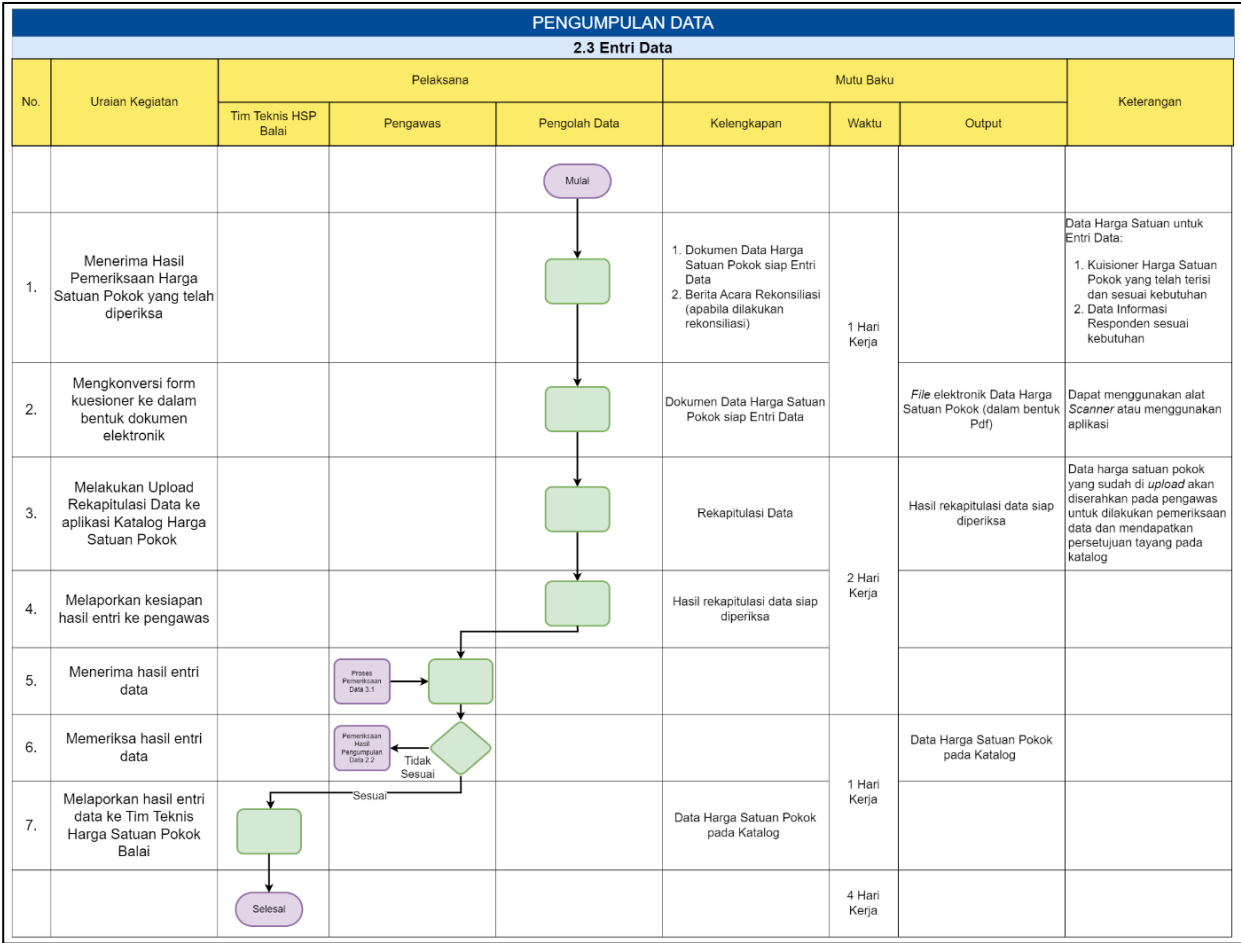 PENGUMPULAN DATA
2.3 Entri Data
No.
Uraian Kegiatan
Pelaksana
Mutu Baku
Keterangan
Tim Teknis HSP
Balai
Pengawas
Pengolah Data
Kelengkapan
Waktu
Output
Mulai
1.
Menerima Hasil
Pemeriksaan Harga
Satuan Pokok yang telah
diperiksa
1. Dokumen Data Harga
Satuan Pokok siap Entri
Data
2. Berita Acara Rekonsiliasi
(apabila dilakukan
rekonsiliasi)
1 Hari
Kerja
Data Harga Satuan untuk
Entri Data:
1. Kuisioner Harga Satuan
Pokok yang telah terisi
dan sesuai kebutuhan
2. Data Informasi
Responden sesuai
kebutuhan
2.
Mengkonversi form
kuesioner ke dalam
bentuk dokumen
elektronik
Dokumen Data Harga Satuan
Pokok siap Entri Data
File elektronik Data Harga
Satuan Pokok (dalam bentuk
Pdf)
Dapat menggunakan alat
Scanner atau menggunakan
aplikasi
3.
Melakukan Upload
Rekapitulasi Data ke
aplikasi Katalog Harga
Satuan Pokok
Rekapitulasi Data
Hasil rekapitulasi data siap
diperiksa
Data harga satuan pokok
yang sudah di upload akan
diserahkan pada pengawas
untuk dilakukan pemeriksaan
data dan mendapatkan
persetujuan tayang pada
katalog
2 Hari
Kerja
4.
Melaporkan kesiapan
hasil entri ke pengawas
Hasil rekapitulasi data siap
diperiksa
5.
Menerima hasil entri
data
Proses
Pemeriksaan
Data 3.1
6.
Memeriksa hasil entri
data
Pemeriksaan
Hasil
Pengumpulan
Data 2.2
Tidak
Sesuai
Data Harga Satuan Pokok
pada Katalog
1 Hari
Kerja
Sesuai
7.
Melaporkan hasil entri
data ke Tim Teknis
Harga Satuan Pokok
Balai
Data Harga Satuan Pokok
pada Katalog
Selesai
4 Hari
Kerja